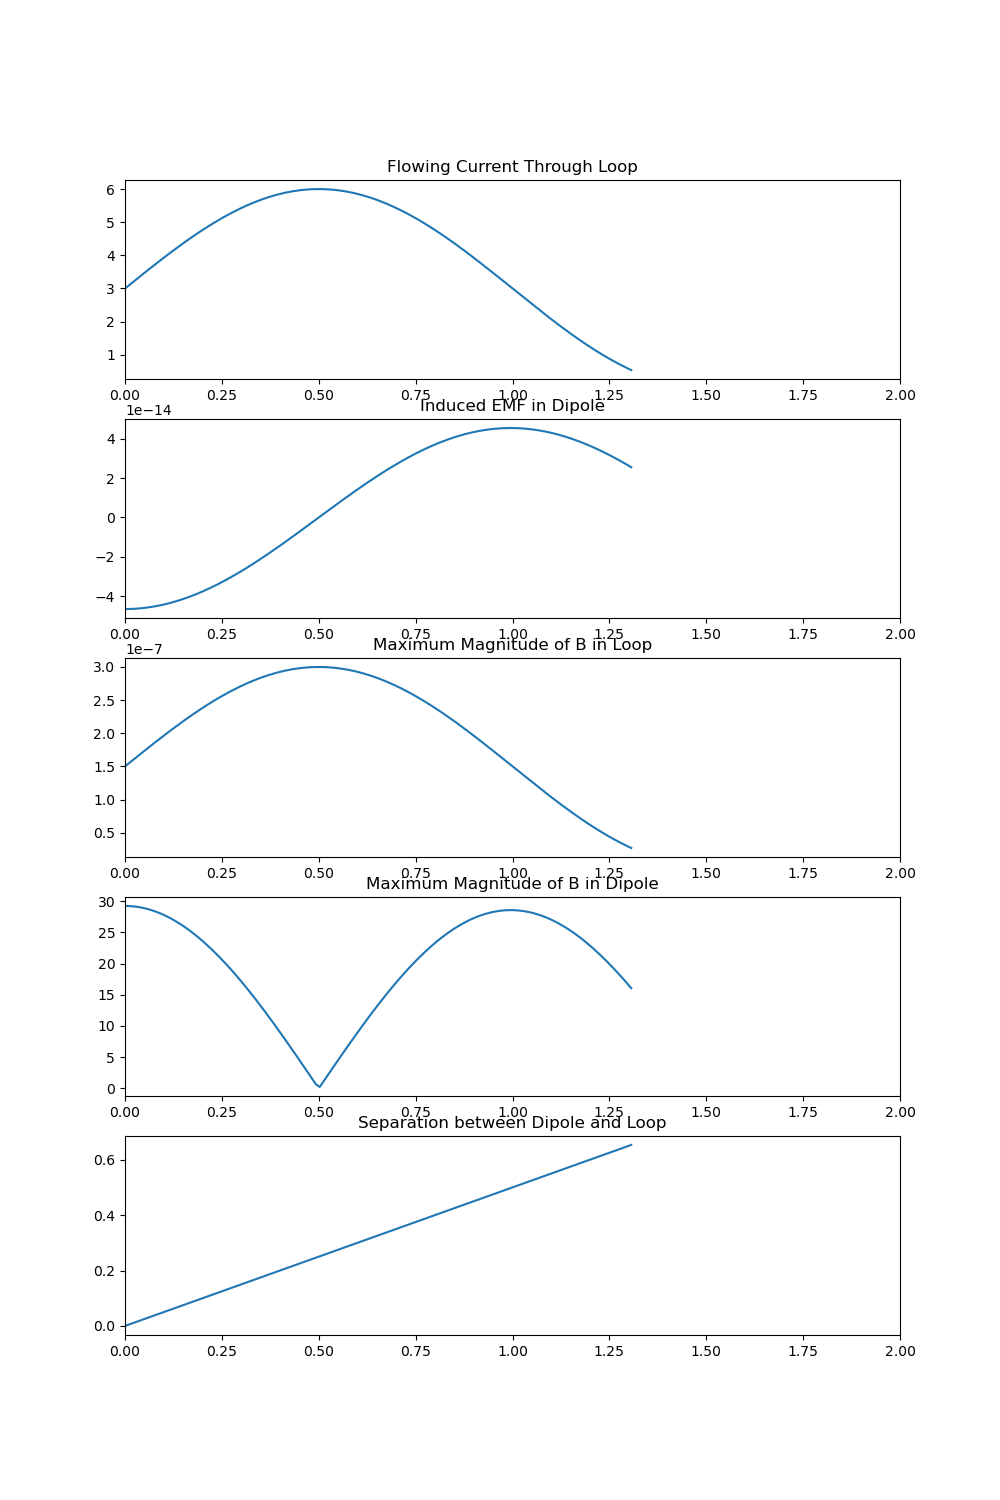 Flowing Current Through Loop
6
5
4
3
2
1
0.00 0.25 0.50 0.75 1.00 1.25 1.50 1.75 2.00
Induced EMF in Dipole
1e−14
4
2
0
−2
−4
0.00 0.25 0.50 0.75 1.00 1.25 1.50 1.75 2.00
Maximum Magnitude of B in Loop
1e−7
3.0
2.5
2.0
1.5
1.0
0.5
0.00 0.25 0.50 0.75 1.00 1.25 1.50 1.75 2.00
Maximum Magnitude of B in Dipole
30
25
20
15
10
5
0
0.00 0.25 0.50 0.75 1.00 1.25 1.50 1.75 2.00
Separation between Dipole and Loop
0.6
0.4
0.2
0.0
0.00 0.25 0.50 0.75 1.00 1.25 1.50 1.75 2.00